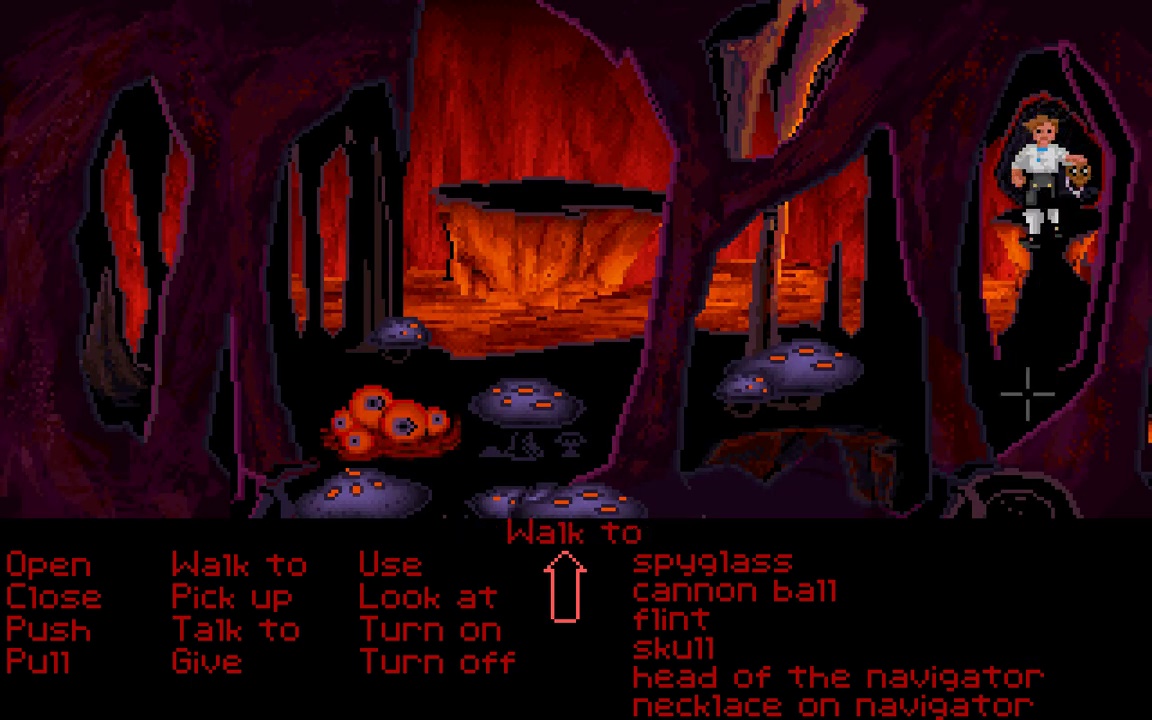 Walk to
Open Walk to Use
Close Pick up Look at
Push Talk to Turn on
Pull Give Turn off
spyglass
cannon ball
flint
skull
head of the navigator
necklace on navigator